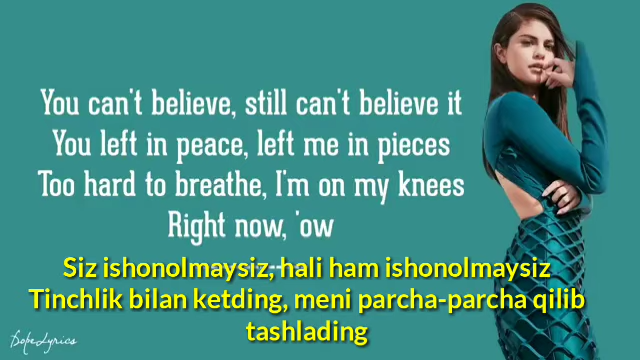 You can't believe, still can't believe it
You left in peace, left me in pieces
Too hard to breathe, I'm on my knees
Right now, 'ow
Siz ishonolmaysiz, hali ham ishonolmaysiz
Tinchlik bilan ketding, meni parcha-parcha qilib
tashlading
BobeLyrics